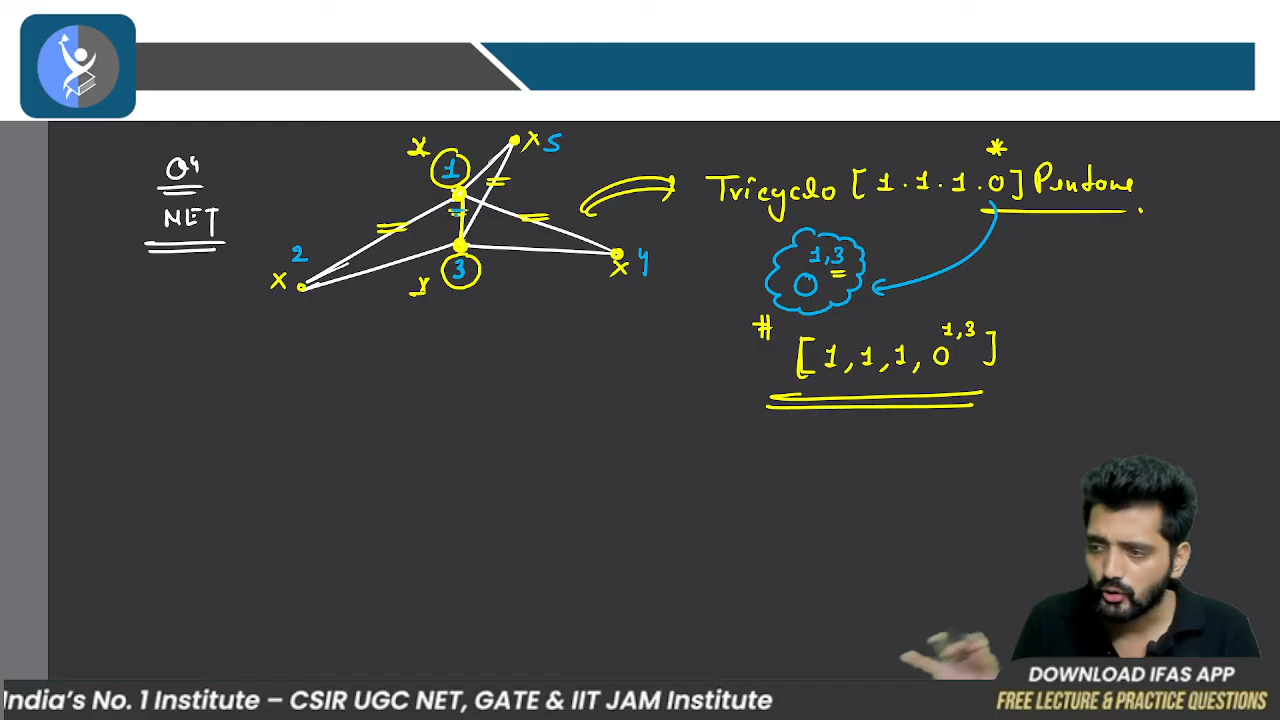 Q4
NET
x 1
x 5
2
x
3
x
x 4
Tricyclo [ 1 . 1 . 1 . 0 ] Pentane
*
0 1,3
#
[ 1 , 1 , 1 , 0 1,3 ]
DOWNLOAD IFAS APP
FREE LECTURE & PRACTICE QUESTIONS
India's No. 1 Institute – CSIR UGC NET, GATE & IIT JAM Institute